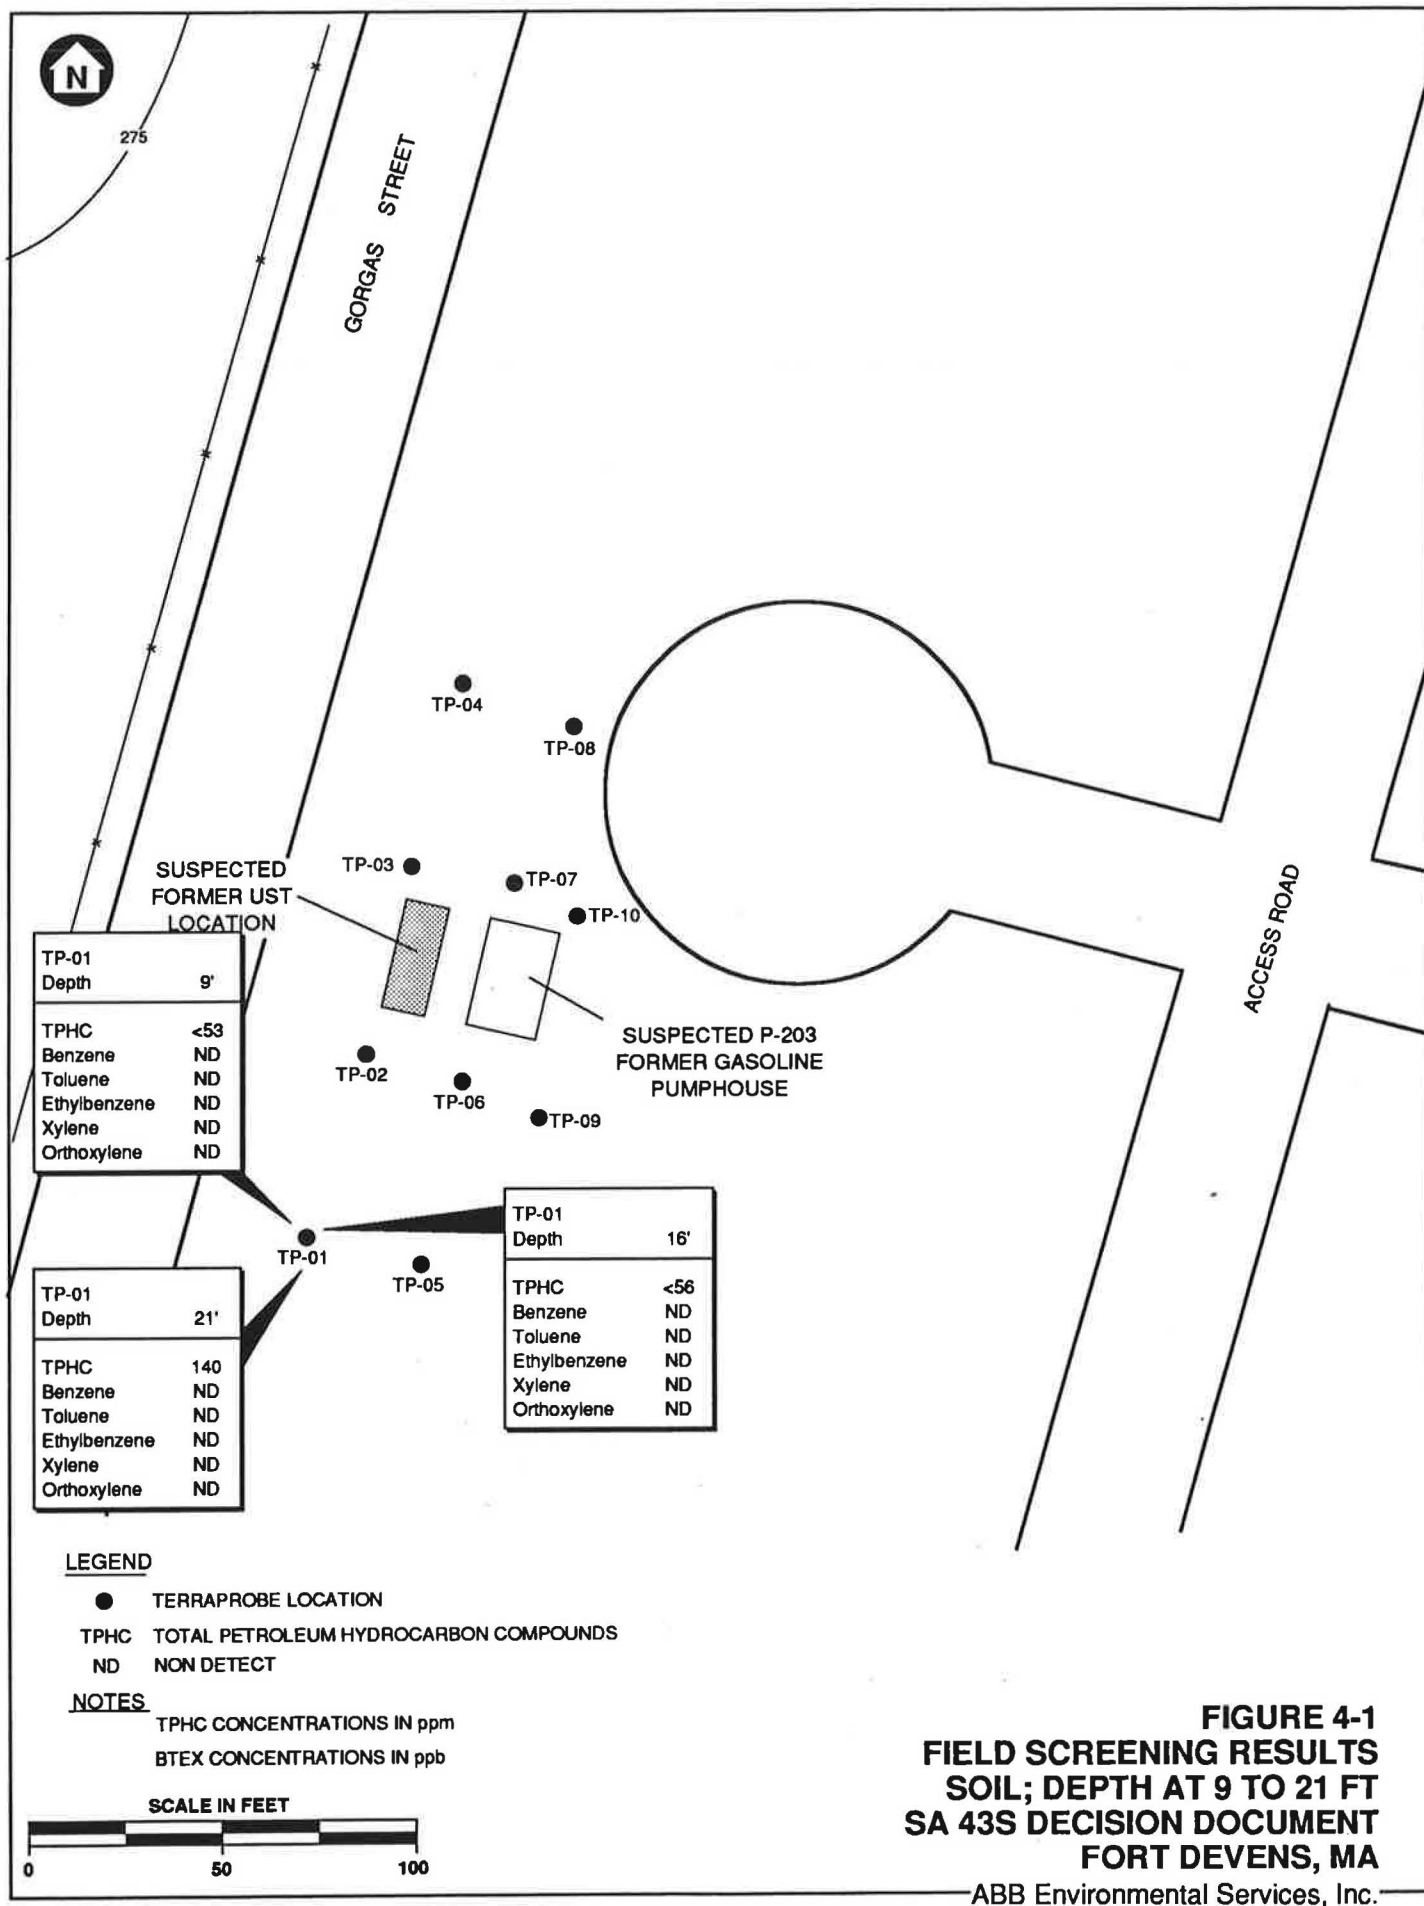 N
275
GORGAS STREET
TP-04
TP-08
TP-03
TP-07
TP-10
SUSPECTED
FORMER UST
LOCATION
ACCESS ROAD
TP-01
Depth 9'
TPHC <53
Benzene ND
Toluene ND
Ethylbenzene ND
Xylene ND
Orthoxylene ND
SUSPECTED P-203
FORMER GASOLINE
PUMPHOUSE
TP-02
TP-06
TP-09
TP-01
TP-05
TP-01
Depth 16'
TPHC <56
Benzene ND
Toluene ND
Ethylbenzene ND
Xylene ND
Orthoxylene ND
TP-01
Depth 21'
TPHC 140
Benzene ND
Toluene ND
Ethylbenzene ND
Xylene ND
Orthoxylene ND
LEGEND
TERRAPROBE LOCATION
TPHC TOTAL PETROLEUM HYDROCARBON COMPOUNDS
ND NON DETECT
NOTES
TPHC CONCENTRATIONS IN ppm
BTEX CONCENTRATIONS IN ppb
SCALE IN FEET
0 50 100
FIGURE 4-1
FIELD SCREENING RESULTS
SOIL; DEPTH AT 9 TO 21 FT
SA 43S DECISION DOCUMENT
FORT DEVENS, MA
ABB Environmental Services, Inc.